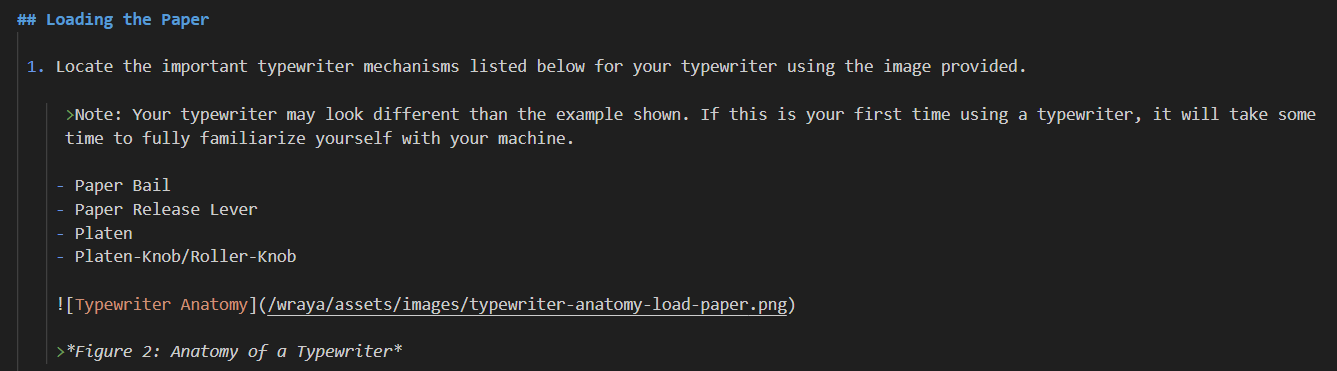 ## Loading the Paper
1. Locate the important typewriter mechanisms listed below for your typewriter using the image provided.
>Note: Your typewriter may look different than the example shown. If this is your first time using a typewriter, it will take some
time to fully familiarize yourself with your machine.
- Paper Bail
- Paper Release Lever
- Platen
- Platen-Knob/Roller-Knob
![Typewriter Anatomy](/wraya/assets/images/typewriter-anatomy-load-paper.png)
>*Figure 2: Anatomy of a Typewriter*